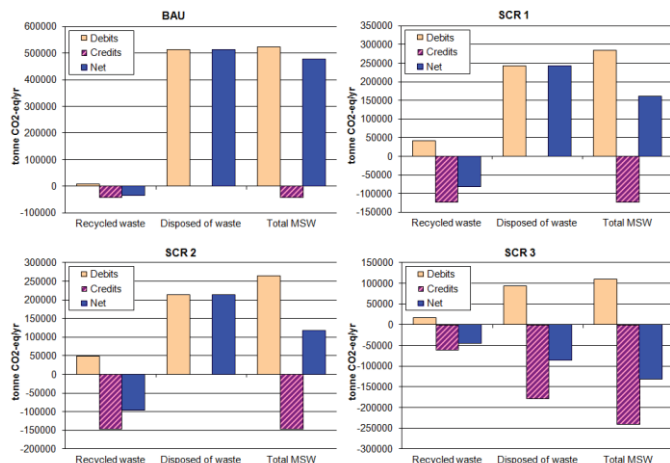 BAU
tonne CO2-eq/yr
600000
500000
400000
300000
200000
100000
0
-100000
Debits
Credits
Net
Recycled waste Disposed of waste Total MSW
SCR 1
tonne CO2-eq/yr
350000
300000
250000
200000
150000
100000
50000
0
-50000
-100000
-150000
Debits
Credits
Net
Recycled waste Disposed of waste Total MSW
SCR 2
tonne CO2-eq/yr
300000
250000
200000
150000
100000
50000
0
-50000
-100000
-150000
-200000
Debits
Credits
Net
Recycled waste Disposed of waste Total MSW
SCR 3
tonne CO2-eq/yr
150000
100000
50000
0
-50000
-100000
-150000
-200000
-250000
-300000
Debits
Credits
Net
Recycled waste Disposed of waste Total MSW